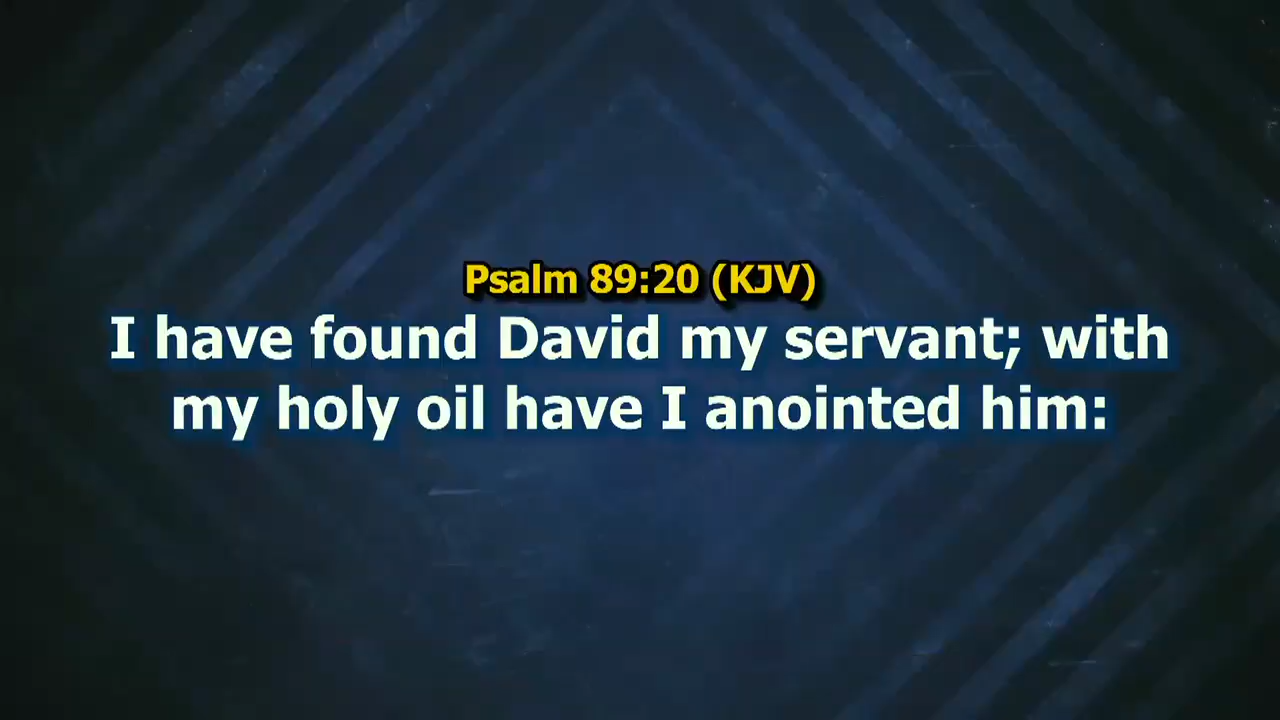 Psalm 89:20 (KJV)
I have found David my servant; with
my holy oil have I anointed him: